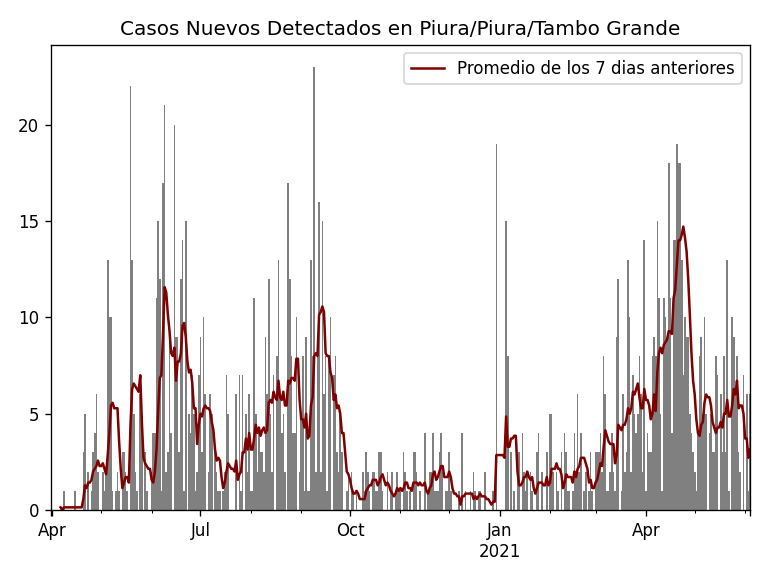 Casos Nuevos Detectados en Piura/Piura/Tambo Grande
Promedio de los 7 dias anteriores
20
15
10
5
0
Apr
Jul
Oct
Jan
2021
Apr